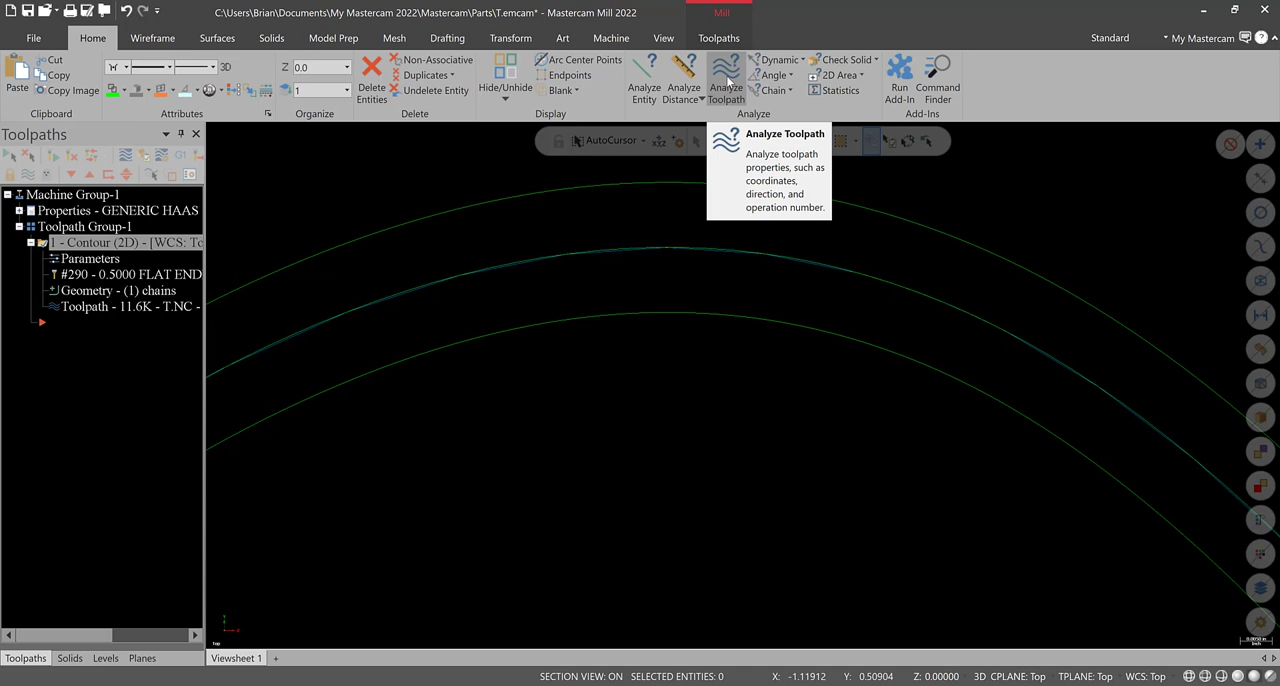 C:\Users\Brian\Documents\My Mastercam 2022\Mastercam\Parts\T.emcam* - Mastercam Mill 2022
Mill
File Home Wireframe Surfaces Solids Model Prep Mesh Drafting Transform Art Machine View Toolpaths Standard My Mastercam
Paste
Cut
Copy
Copy Image
Clipboard
3D
Attributes
Z 0.0
1
Organize
Delete Entities
Non-Associative
Duplicates
Undelete Entity
Delete
Hide/Unhide
Arc Center Points
Endpoints
Blank
Display
Analyze Entity
Analyze Distance
Analyze Toolpath
Dynamic
Angle
Chain
Check Solid
2D Area
Statistics
Analyze
Run Add-In
Command Finder
Add-Ins
Toolpaths
G1
AutoCursor
Analyze Toolpath
Analyze toolpath
properties, such as
coordinates,
direction, and
operation number.
Machine Group-1
Properties - GENERIC HAAS
Toolpath Group-1
1 - Contour (2D) - [WCS: To
Parameters
#290 - 0.5000 FLAT END
Geometry - (1) chains
Toolpath - 11.6K - T.NC -
Top
Toolpaths Solids Levels Planes
Viewsheet 1 +
SECTION VIEW: ON SELECTED ENTITIES: 0 X: -1.11912 Y: 0.50904 Z: 0.00000 3D CPLANE: Top TPLANE: Top WCS: Top